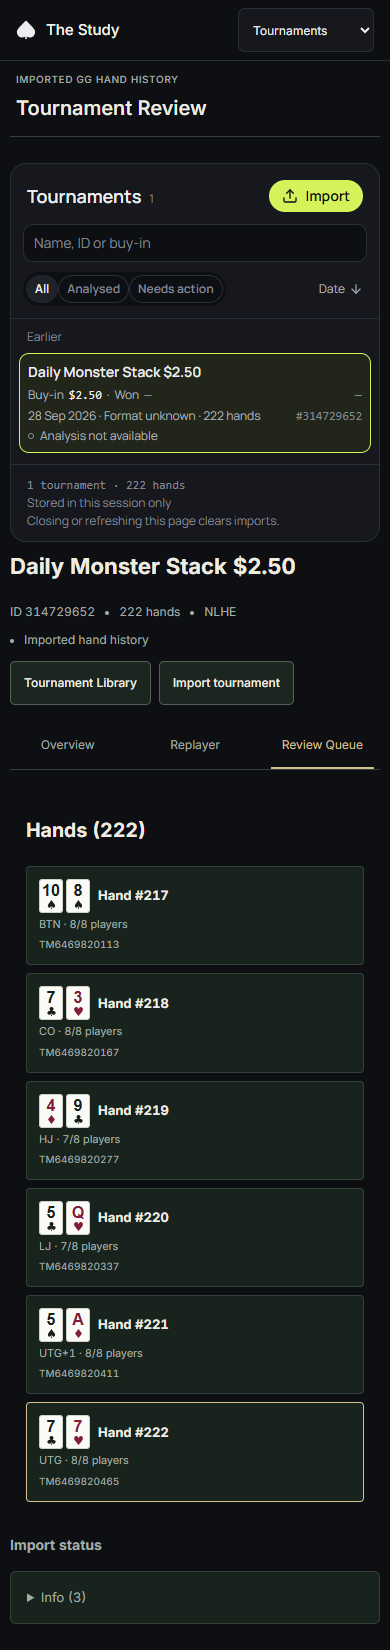 The Study
Tournaments
IMPORTED GG HAND HISTORY
Tournament Review
Tournaments 1
Import
Name, ID or buy-in
All Analysed Needs action Date ↓
Earlier
Daily Monster Stack $2.50
Buy-in $2.50 · Won — —
28 Sep 2026 · Format unknown · 222 hands #314729652
Analysis not available
1 tournament · 222 hands
Stored in this session only
Closing or refreshing this page clears imports.
Daily Monster Stack $2.50
ID 314729652 • 222 hands • NLHE
• Imported hand history
Tournament Library Import tournament
Overview Replayer Review Queue
Hands (222)
10♠ 8♠ Hand #217
BTN · 8/8 players
TM6469820113
7♣ 3♥ Hand #218
CO · 8/8 players
TM6469820167
4♦ 9♣ Hand #219
HJ · 7/8 players
TM6469820277
5♣ Q♥ Hand #220
LJ · 7/8 players
TM6469820337
5♠ A♦ Hand #221
UTG+1 · 8/8 players
TM6469820411
7♣ 7♥ Hand #222
UTG · 8/8 players
TM6469820465
Import status
▶ Info (3)